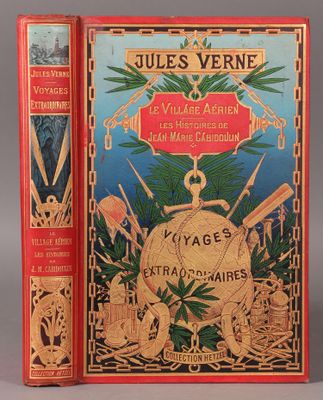 JULES VERNE
VOYAGES
EXTRAORDINAIRES
LE
VILLAGE AÉRIEN
LES HISTOIRES
DE
J. M. CABIDOULIN
COLLECTION HETZEL
JULES VERNE
LE VILLAGE AÉRIEN
LES HISTOIRES DE
JEAN-MARIE CABIDOULIN
VOYAGES
EXTRAORDINAIRES
COLLECTION HETZEL